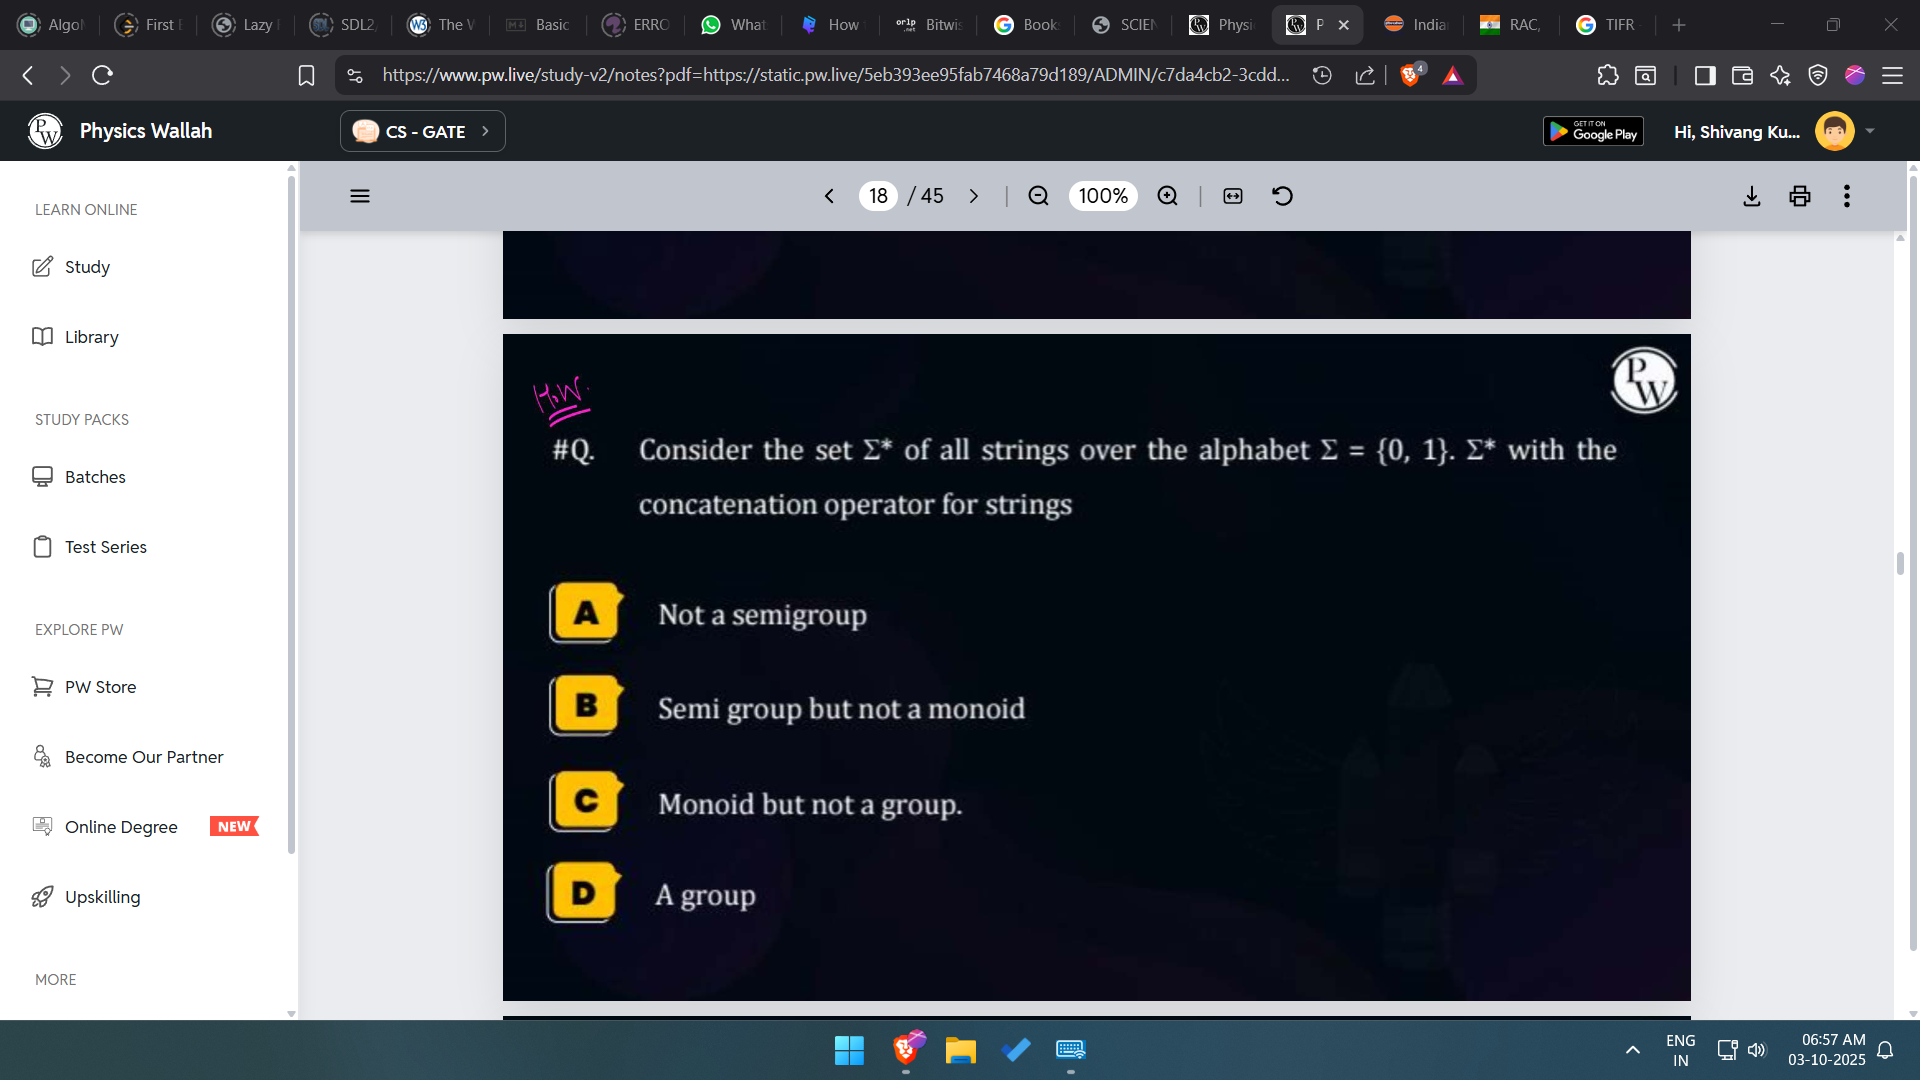 Algo
First
Lazy
SDL2
The W
Basic
ERRO
What
How
Bitwis
Book
SCIEN
Physi
P
India
RAC,
TIFR
https://www.pw.live/study-v2/notes?pdf=https://static.pw.live/5eb393ee95fab7468a79d189/ADMIN/c7da4cb2-3cdd...
4
PW
Physics Wallah
CS - GATE
GET IT ON
Google Play
Hi, Shivang Ku...
18 / 45
100%
LEARN ONLINE
Study
Library
STUDY PACKS
Batches
Test Series
EXPLORE PW
PW Store
Become Our Partner
Online Degree NEW
Upskilling
MORE
H.W.
PW
#Q. Consider the set Σ* of all strings over the alphabet Σ = {0, 1}. Σ* with the
concatenation operator for strings
A Not a semigroup
B Semi group but not a monoid
C Monoid but not a group.
D A group
ENG
IN
06:57 AM
03-10-2025